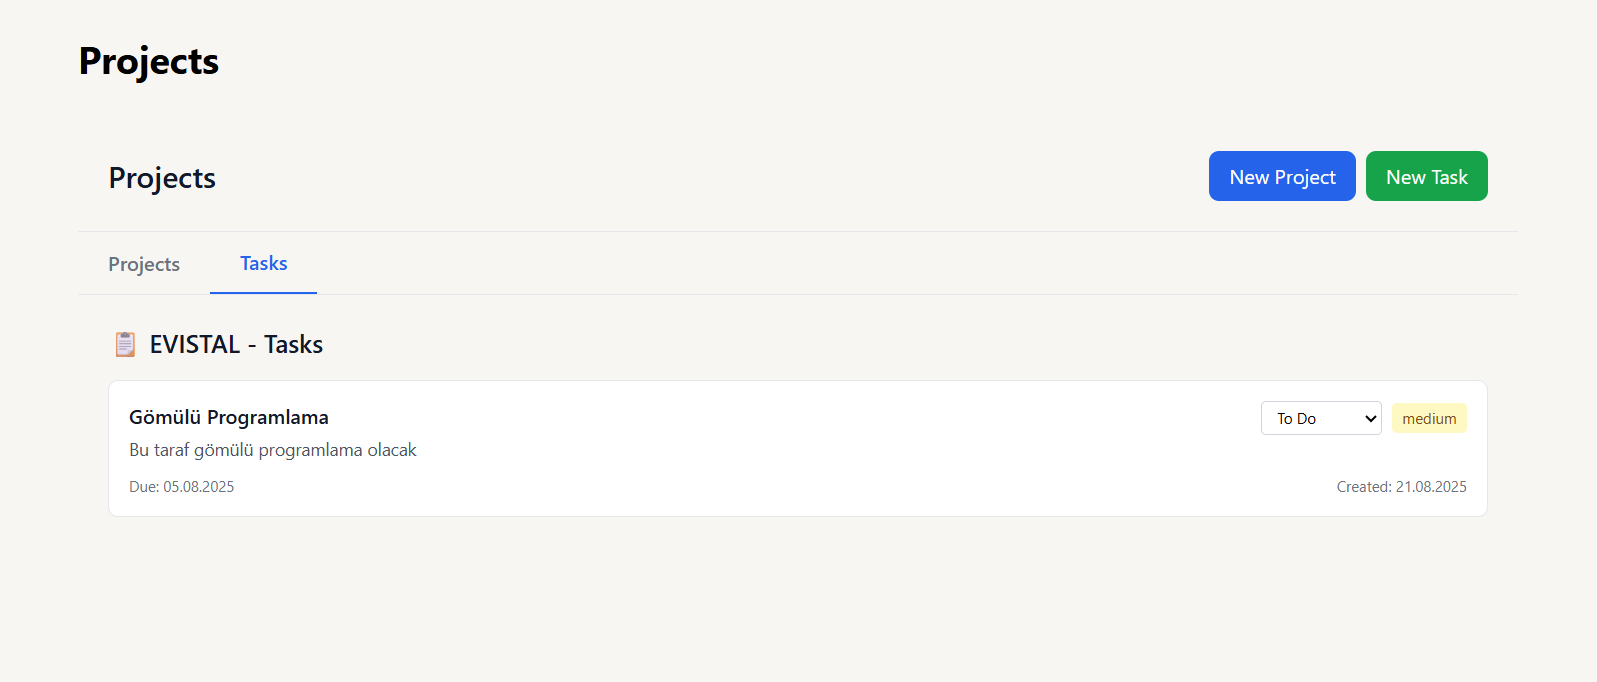 Projects
Projects
New Project
New Task
Projects
Tasks
EVISTAL - Tasks
Gömülü Programlama
To Do
medium
Bu taraf gömülü programlama olacak
Due: 05.08.2025
Created: 21.08.2025